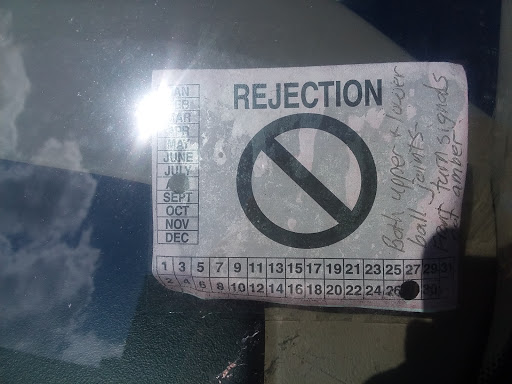 REJECTION
JAN
FEB
MAR
APR
MAY
JUNE
JULY
SEPT
OCT
NOV
DEC
Both upper + lower
ball joints
Front turn signals
not amber
1 3 5 7 9 11 13 15 17 19 21 23 25 27 29 31
2 4 6 8 10 12 14 16 18 20 22 24 26 30